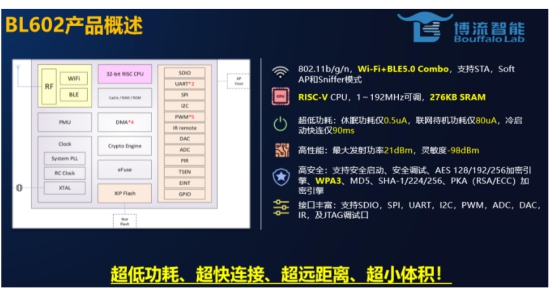 BL602产品概述
博流智能
Bouffalo Lab
RF
WiFi
BLE
PMU
Clock
System PLL
RC Clock
XTAL
32-bit RISC CPU
Cache / RAM / ROM
DMA*4
Crypto Engine
eFuse
XIP Flash
SDIO
UART*2
SPI
I2C
PWM*5
IR remote
DAC
ADC
PIR
TSEN
EINT
GPIO
Flash
802.11b/g/n, Wi-Fi+BLE5.0 Combo，支持STA，Soft
AP和Sniffer模式
RISC-V CPU，1～192MHz可调，276KB SRAM
超低功耗：休眠功耗仅0.5uA，联网待机功耗仅80uA，冷启
动快连仅90ms
高性能：最大发射功率21dBm，灵敏度-98dBm
高安全：支持安全启动、安全调试、AES 128/192/256加密引
擎，WPA3、MD5、SHA-1/224/256、PKA（RSA/ECC）加
密引擎
接口丰富：支持SDIO，SPI，UART，I2C，PWM，ADC，DAC，
IR，及JTAG调试口
超低功耗、超快连接、超远距离、超小体积！